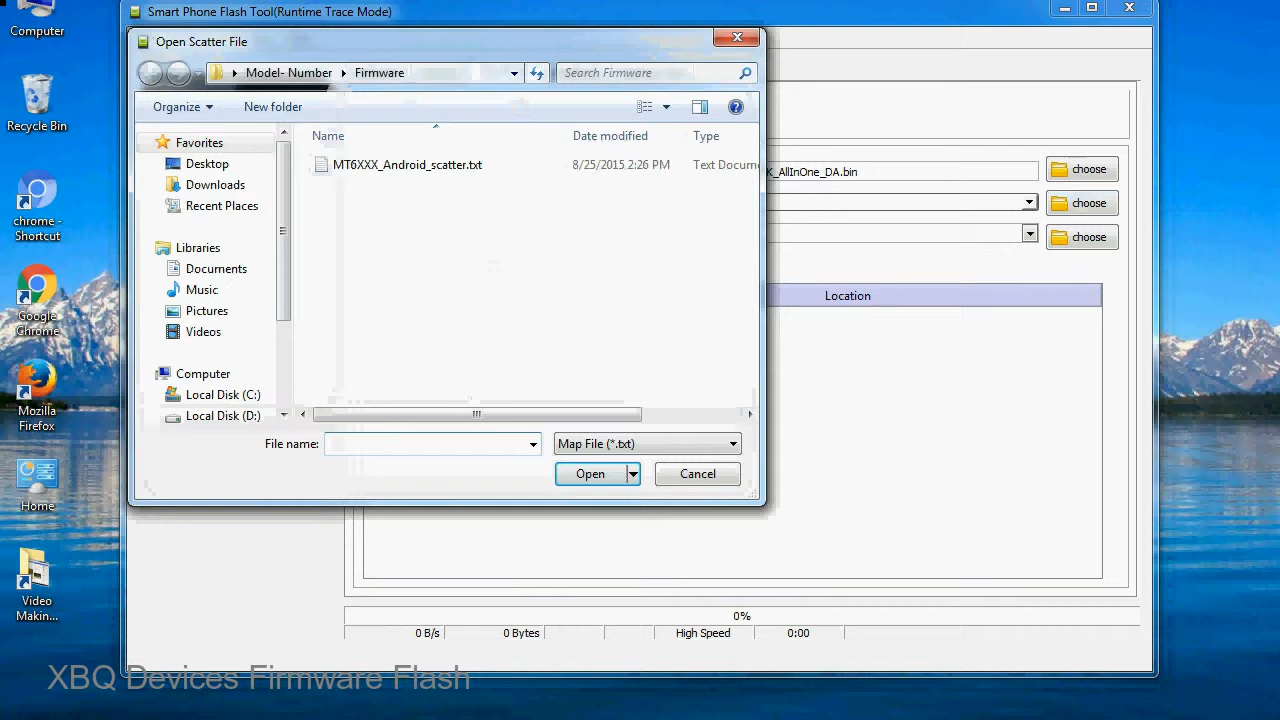 Computer
Recycle Bin
chrome -
Shortcut
Google
Chrome
Mozilla
Firefox
Home
Video
Makin...
Smart Phone Flash Tool(Runtime Trace Mode)
Open Scatter File
Model- Number
Firmware
Search Firmware
Organize
New folder
Favorites
Desktop
Downloads
Recent Places
Libraries
Documents
Music
Pictures
Videos
Computer
Local Disk (C:)
Local Disk (D:)
Name
Date modified
Type
MT6XXX_Android_scatter.txt
8/25/2015 2:26 PM
Text Docum
File name:
Map File (*.txt)
Open
Cancel
K_AllInOne_DA.bin
choose
choose
choose
Location
0%
0 B/s
0 Bytes
High Speed
0:00
XBQ Devices Firmware Flash